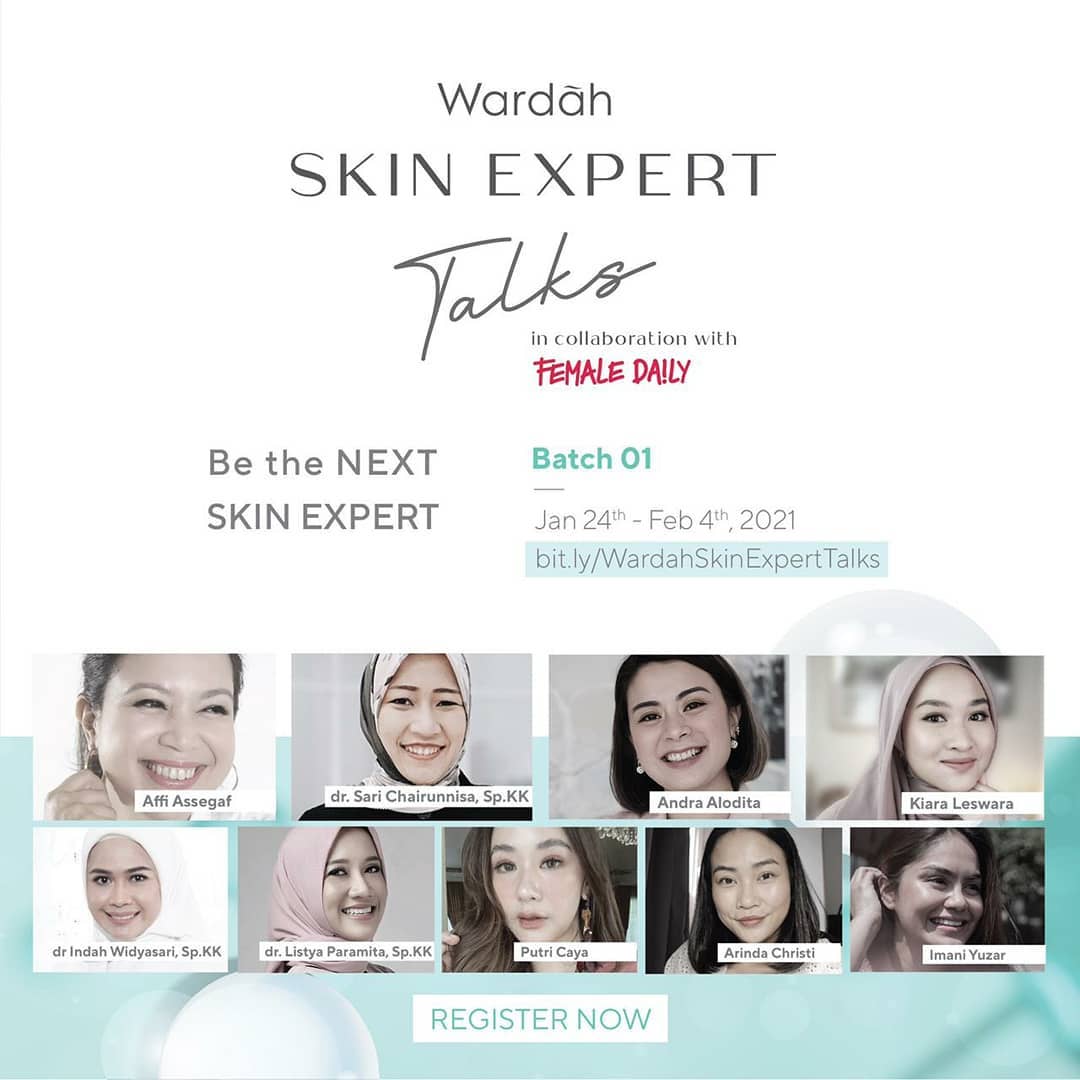 Wardàh
SKIN EXPERT
Talks
in collaboration with
FEMALE DA!LY
Be the NEXT
SKIN EXPERT
Batch 01
Jan 24th - Feb 4th, 2021
bit.ly/WardahSkinExpertTalks
Affi Assegaf
dr. Sari Chairunnisa, Sp.KK
Andra Alodita
Kiara Leswara
dr Indah Widyasari, Sp.KK
dr. Listya Paramita, Sp.KK
Putri Caya
Arinda Christi
Imani Yuzar
REGISTER NOW